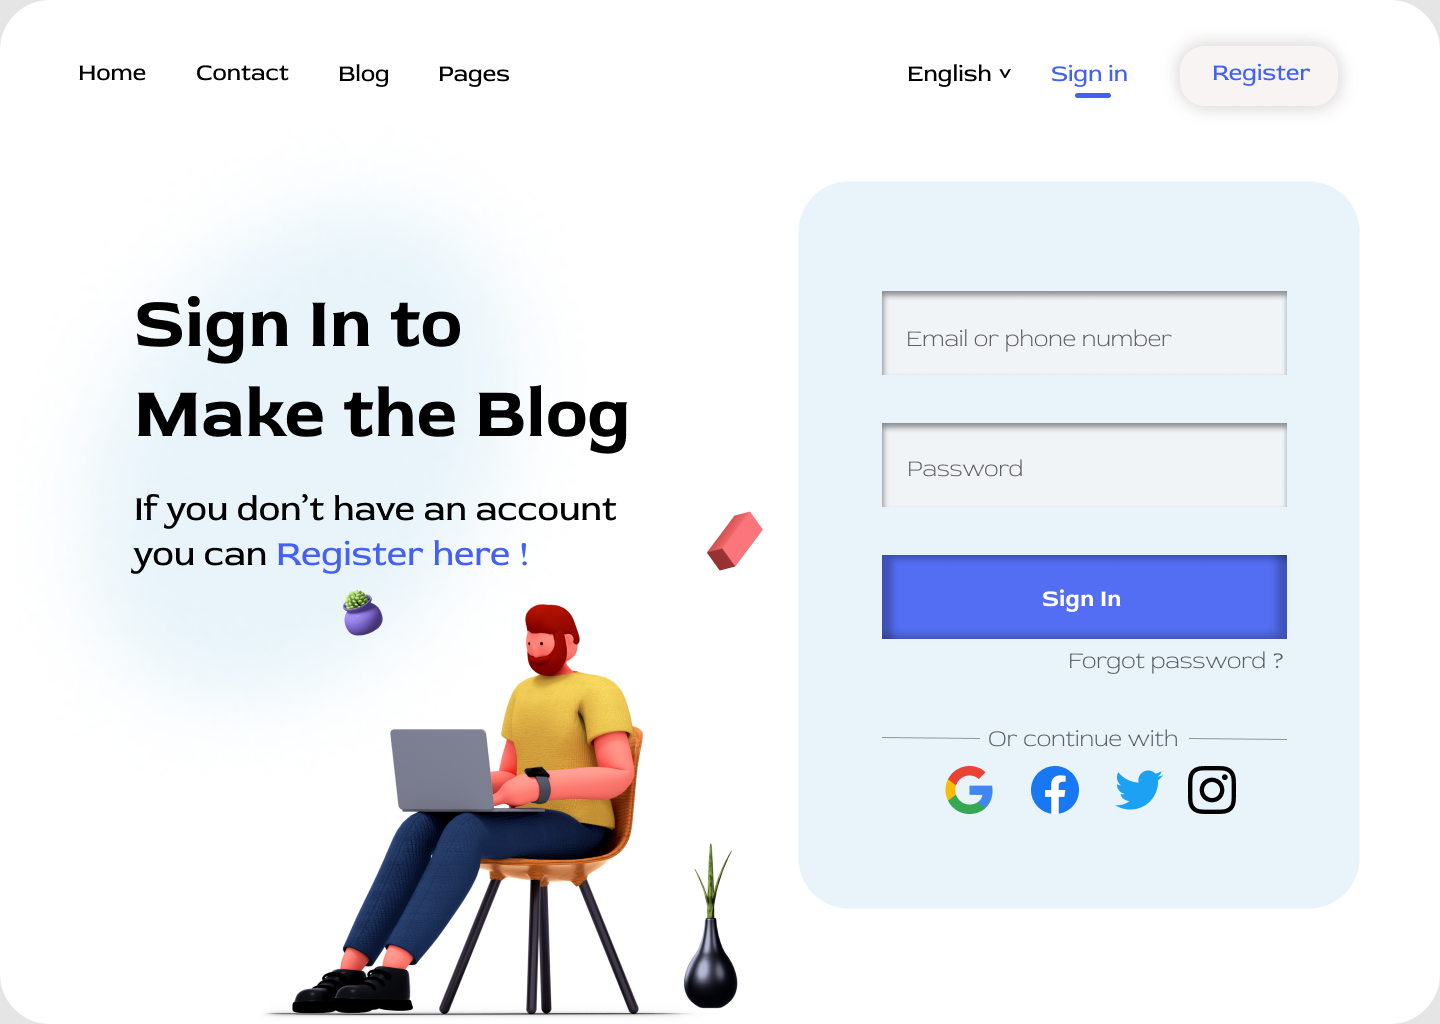 Home Contact Blog Pages English v Sign in Register
Sign In to
Make the Blog
If you don’t have an account
you can Register here !
Email or phone number
Password
Sign In
Forgot password ?
Or continue with